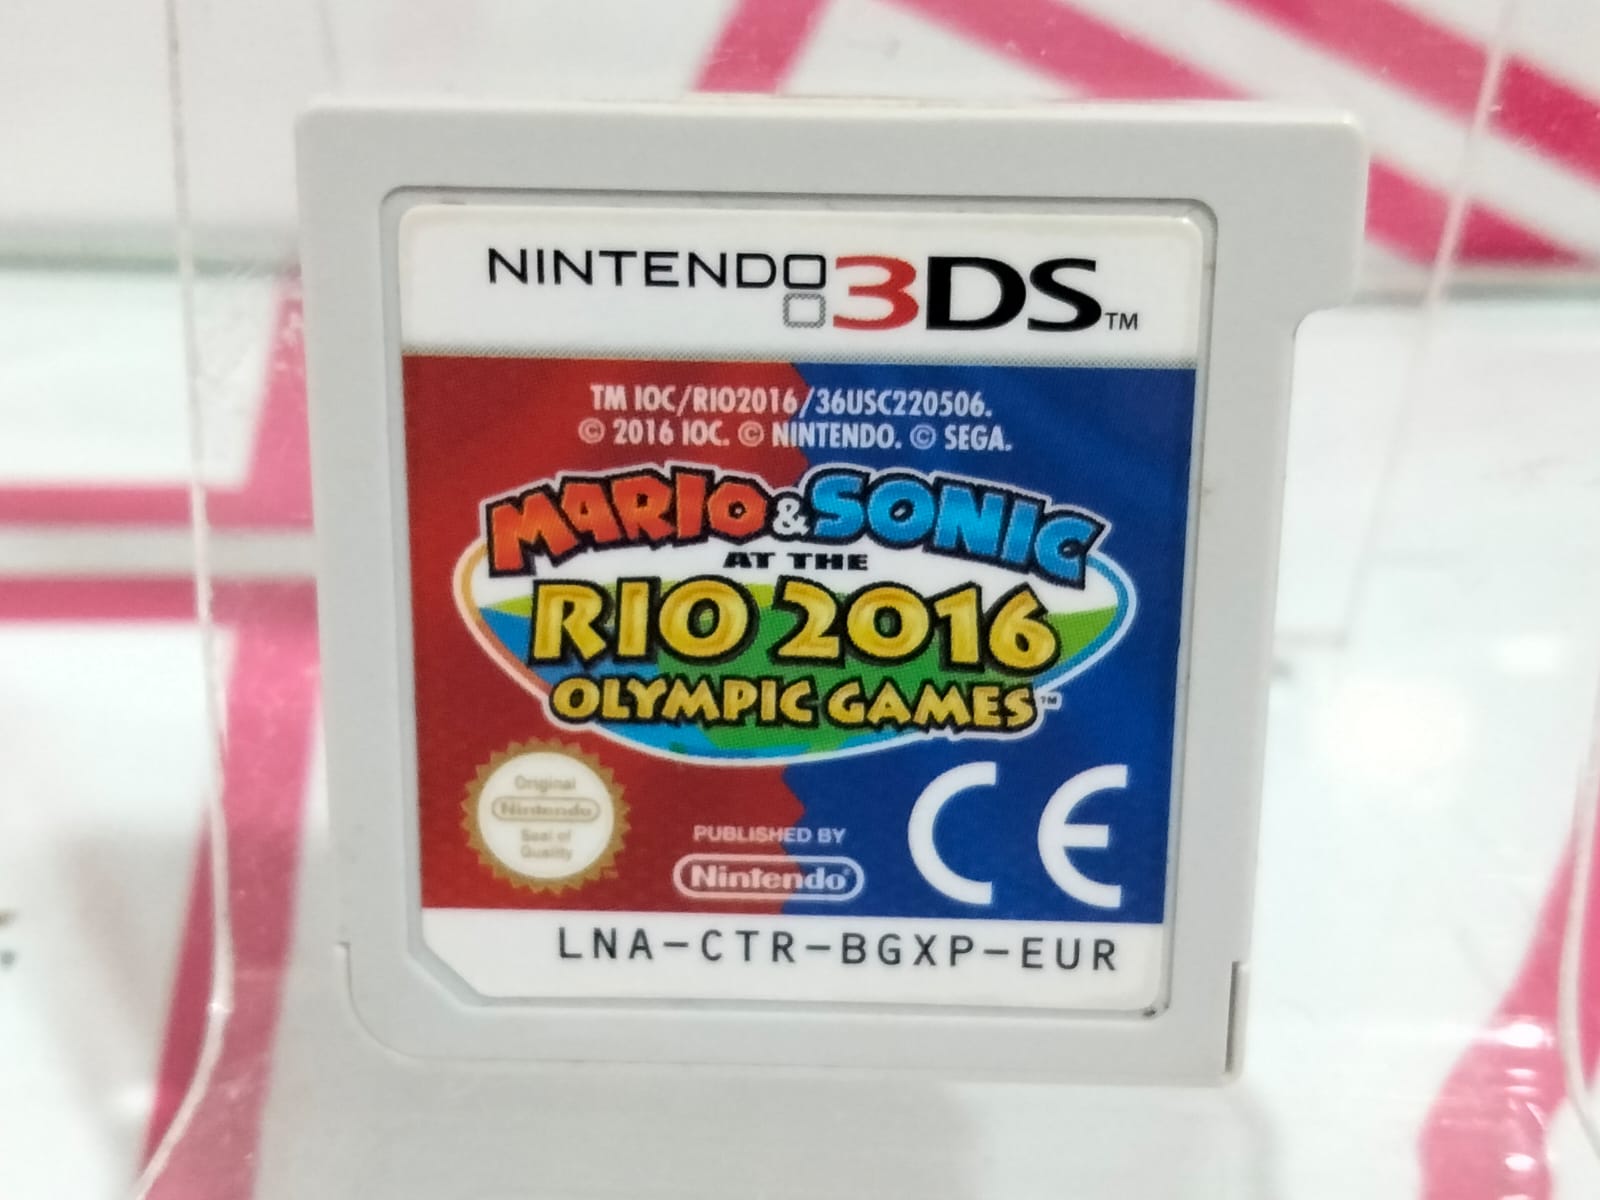 NINTENDO 3DS™
TM IOC/RIO2016/36USC220506.
© 2016 IOC. © NINTENDO. © SEGA.
MARIO & SONIC
AT THE
RIO 2016
OLYMPIC GAMES™
Original
Nintendo
Seal of
Quality
™
PUBLISHED BY
Nintendo®
CE
LNA-CTR-BGXP-EUR